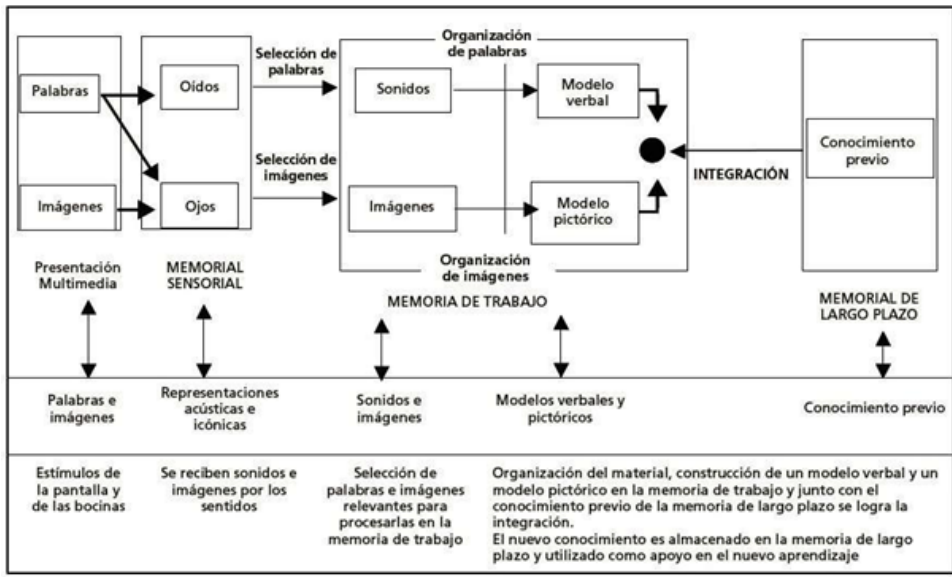 Organización
de palabras
Selección de
palabras
Palabras
Oídos
Sonidos
Modelo
verbal
Conocimiento
previo
Selección de
imágenes
INTEGRACIÓN
Imágenes
Ojos
Imágenes
Modelo
pictórico
Organización
de imágenes
Presentación
Multimedia
MEMORIAL
SENSORIAL
MEMORIA DE TRABAJO
MEMORIAL DE
LARGO PLAZO
Palabras e
imágenes
Representaciones
acústicas e
icónicas
Sonidos e
imágenes
Modelos verbales y
pictóricos
Conocimiento previo
Estímulos de
la pantalla y
de las bocinas
Se reciben sonidos e
imágenes por los
sentidos
Selección de
palabras e imágenes
relevantes para
procesarlas en la
memoria de trabajo
Organización del material, construcción de un modelo verbal y un
modelo pictórico en la memoria de trabajo y junto con el
conocimiento previo de la memoria de largo plazo se logra la
integración.
El nuevo conocimiento es almacenado en la memoria de largo
plazo y utilizado como apoyo en el nuevo aprendizaje